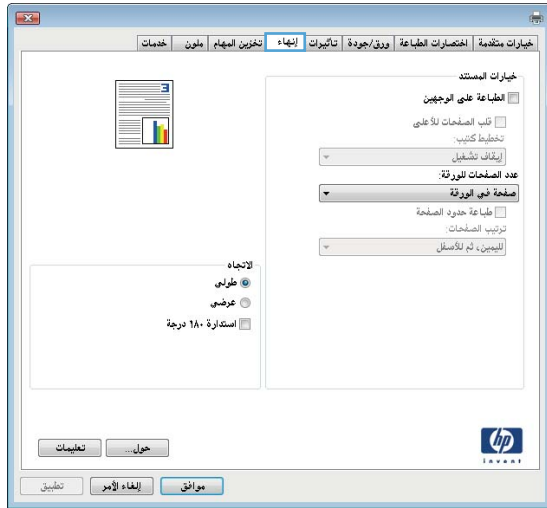 خيارات متقدمة اختصارات الطباعة ورق/جودة تأثيرات إنهاء تخزين المهام ملون خدمات
خيارات المستند
الطباعة على الوجهين
قلب الصفحات للأعلى
تخطيط كتيب:
إيقاف تشغيل
عدد الصفحات للورقة:
صفحة في الورقة
طباعة حدود الصفحة
ترتيب الصفحات:
لليمين، ثم للأسفل
الاتجاه
طولي
عرضي
استدارة ١٨٠ درجة
hp
invent
حول... تعليمات
موافق إلغاء الأمر تطبيق